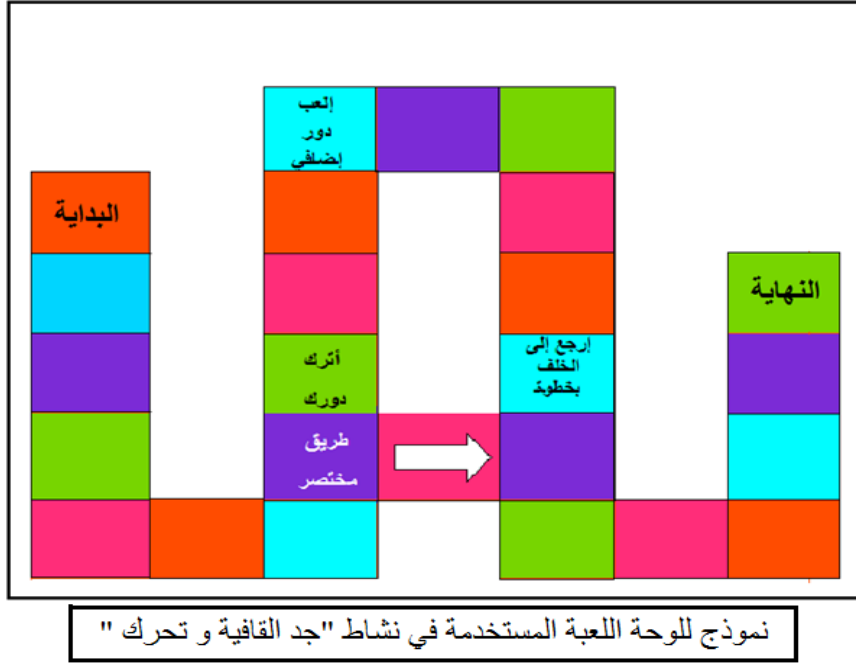 إلعب
دور
إضافي
البداية
النهاية
أترك
دورك
إرجع إلى
الخلف
بخطوة
طريق
مختصر
نموذج للوحة اللعبة المستخدمة في نشاط "جد القافية و تحرك "